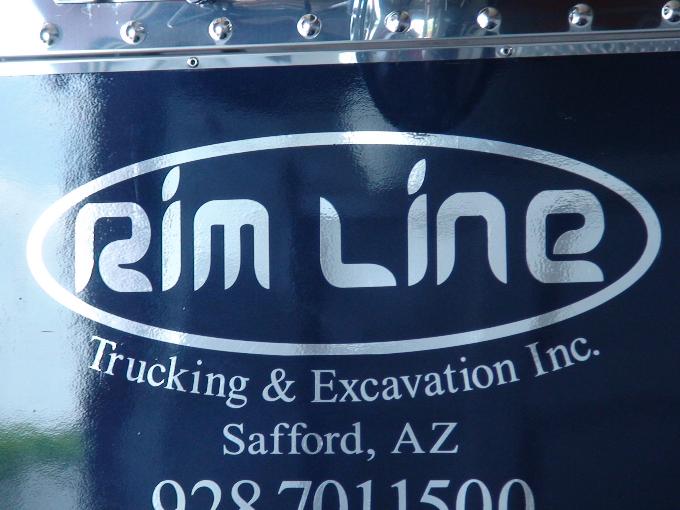 Rim Line
Trucking & Excavation Inc.
Safford, AZ
928 7011500